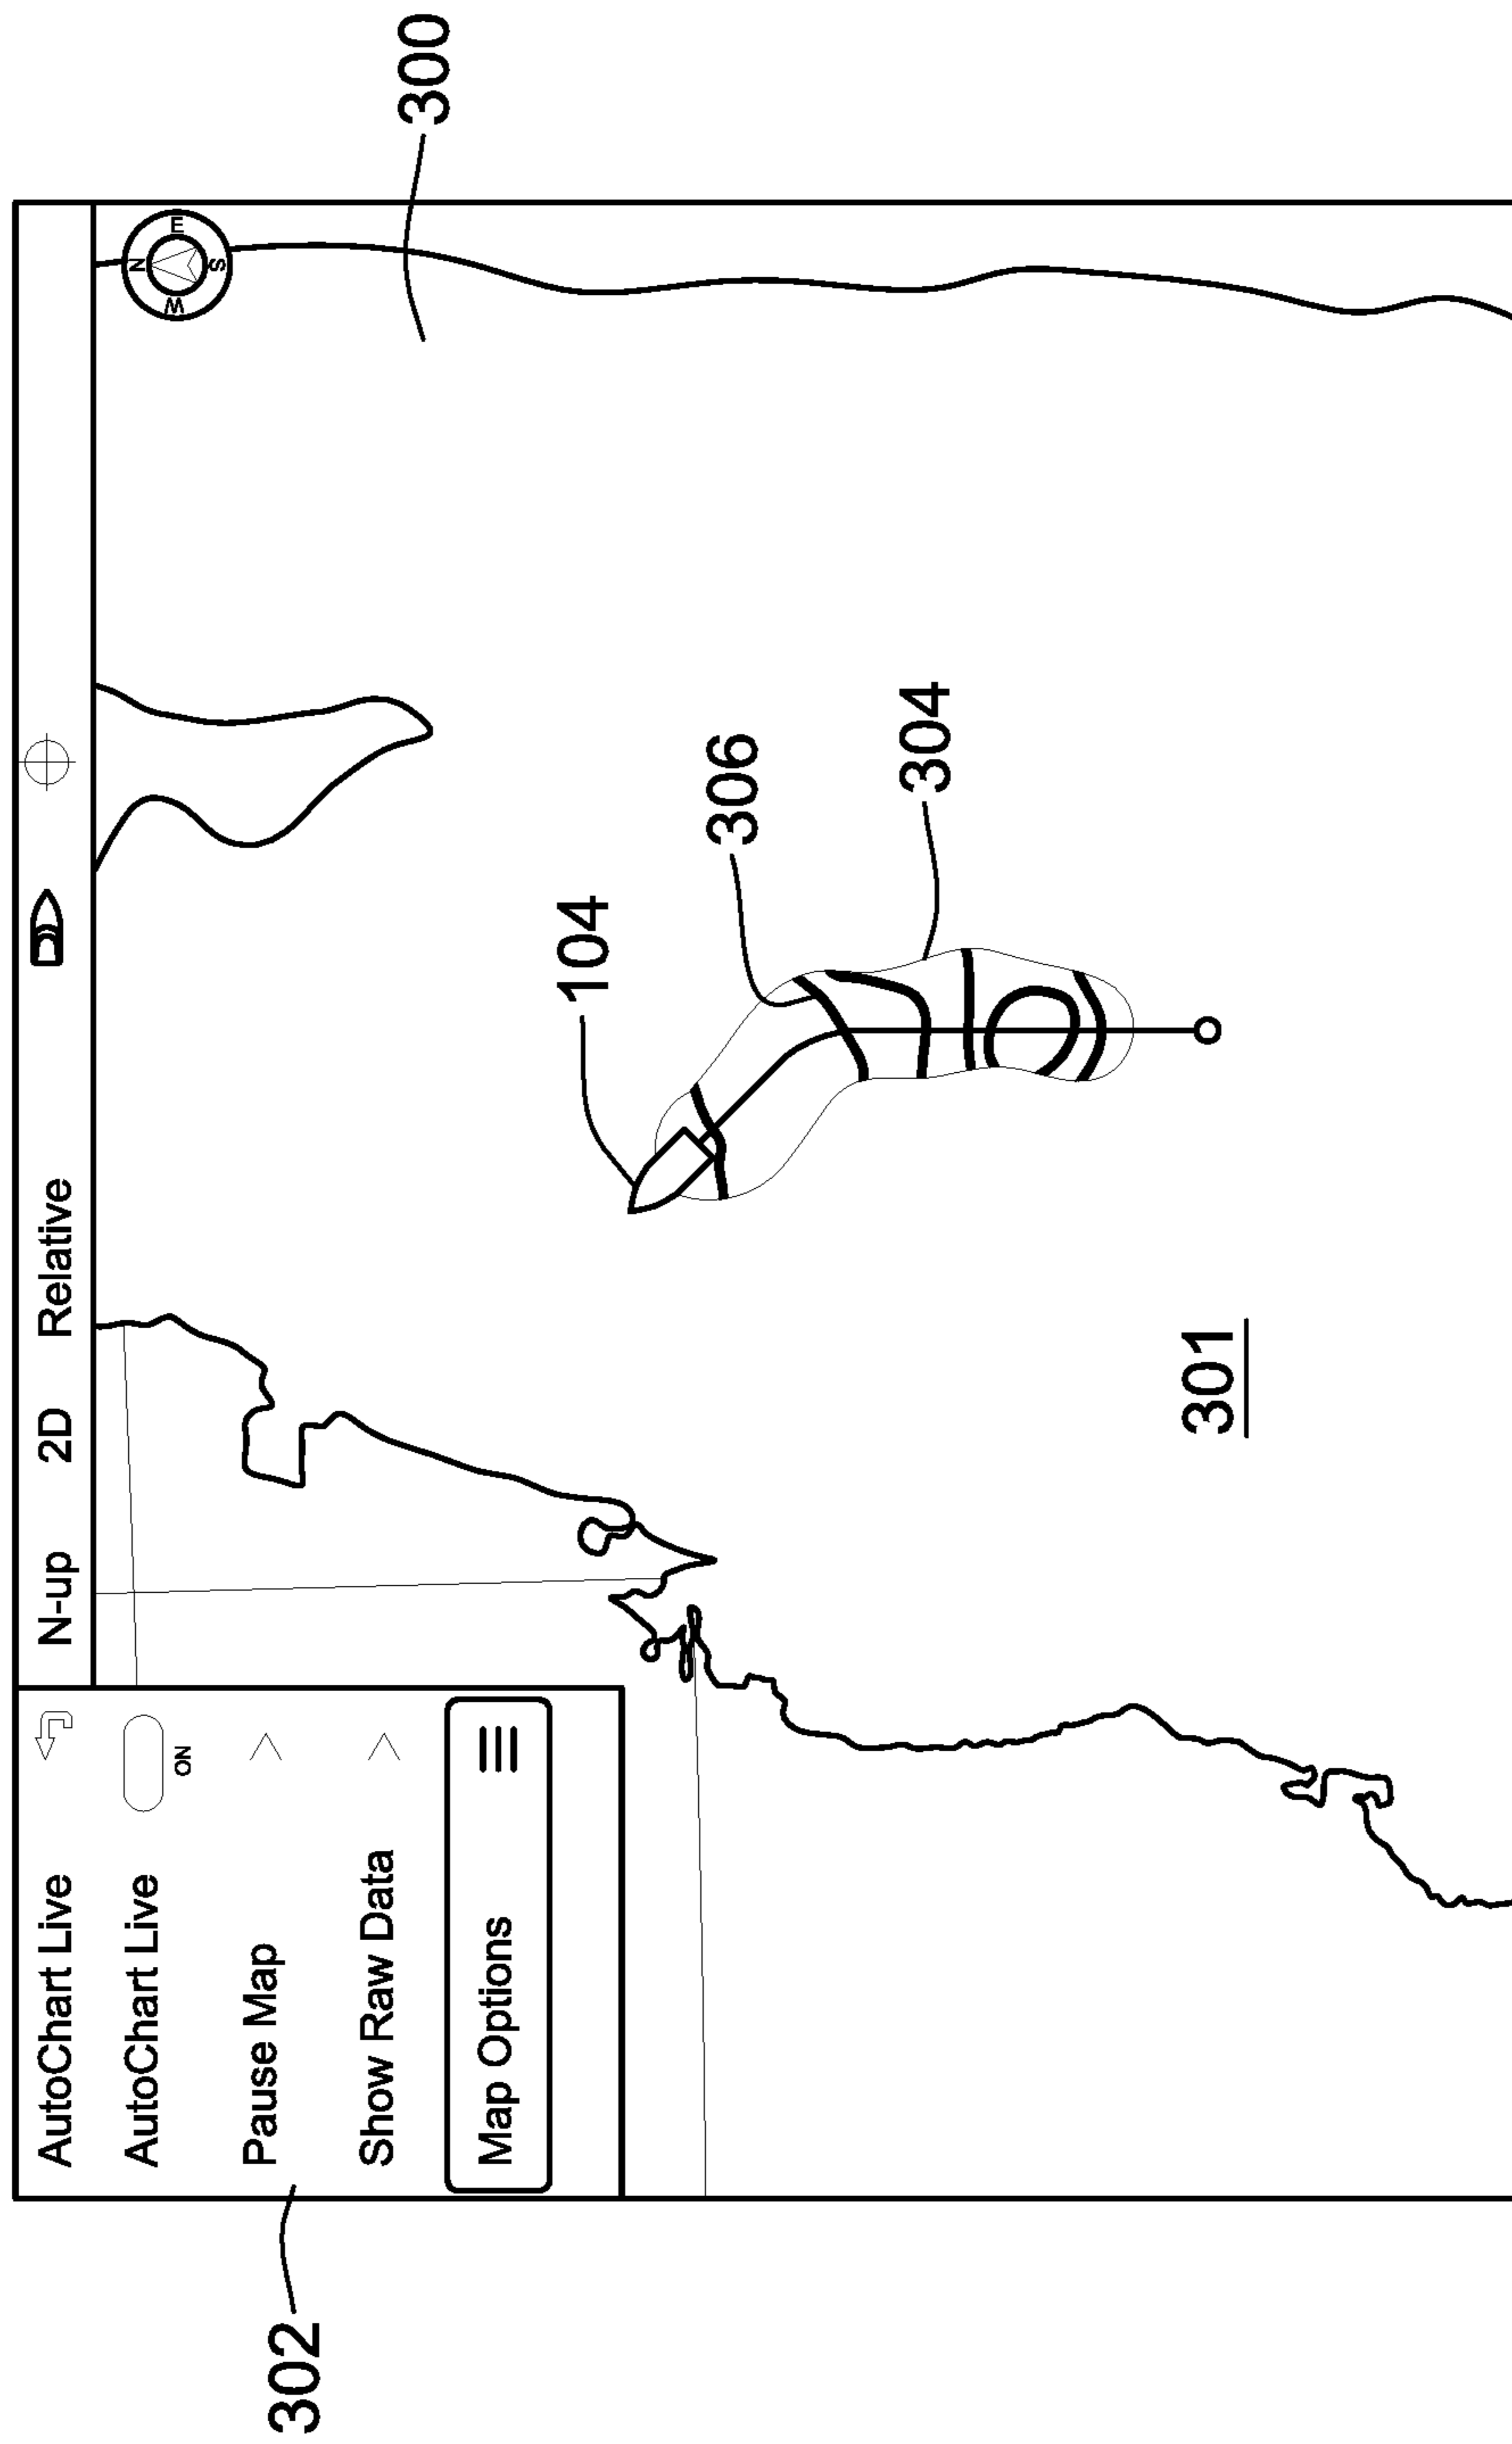 AutoChart Live
N-up 2D Relative
AutoChart Live
ON
Pause Map
Show Raw Data
Map Options
N
W
E
S
300
302
104
306
304
301